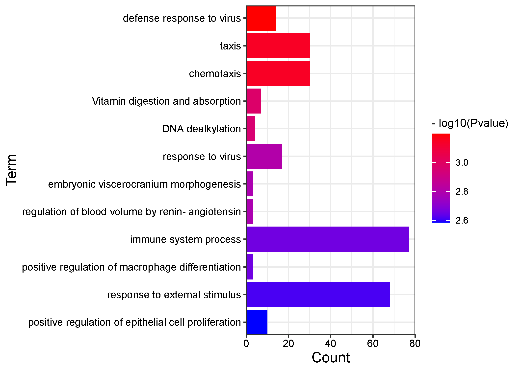 defense response to virus
taxis
chemotaxis
Vitamin digestion and absorption
DNA dealkylation
response to virus
embryonic viscerocranium morphogenesis
regulation of blood volume by renin- angiotensin
immune system process
positive regulation of macrophage differentiation
response to external stimulus
positive regulation of epithelial cell proliferation
Term
0 20 40 60 80
Count
- log10(Pvalue)
3.0
2.8
2.6